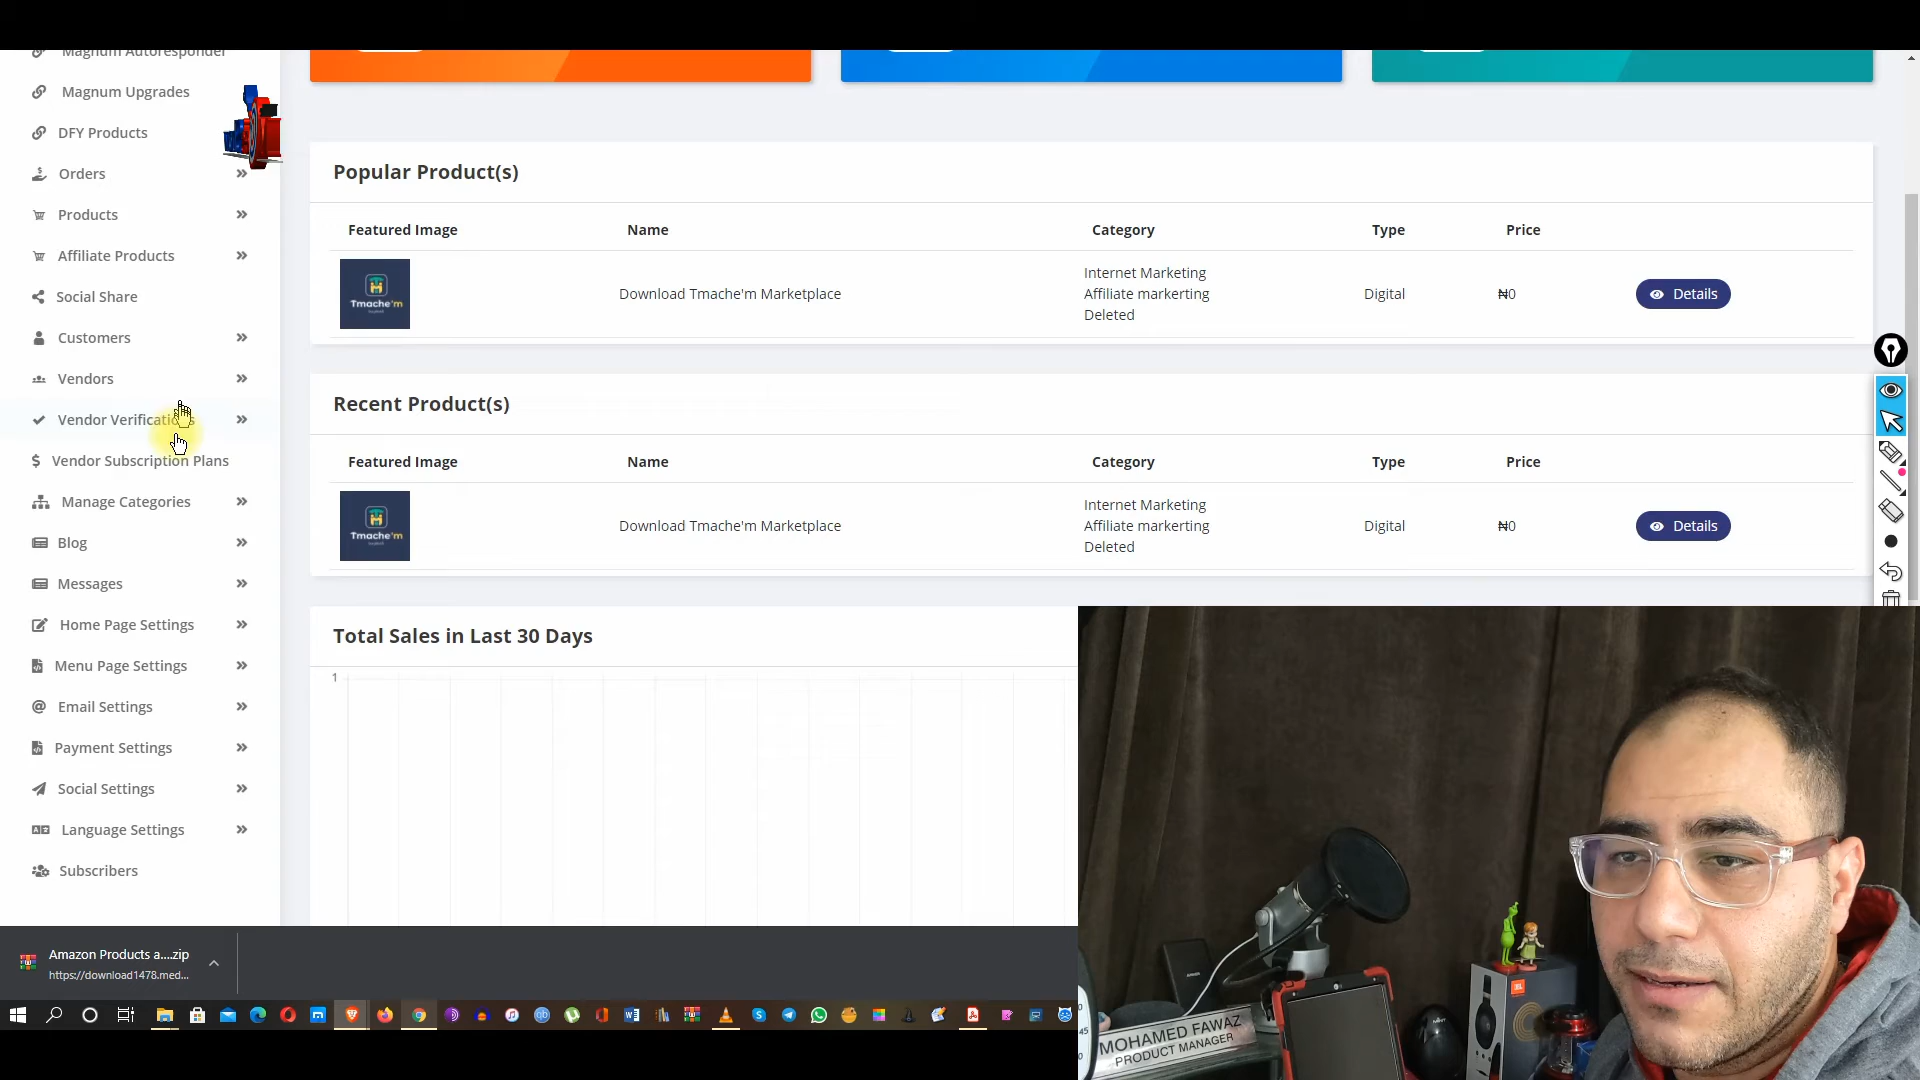 Magnum Autoresponder
Magnum Upgrades
DFY Products
Orders
Products
Affiliate Products
Social Share
Customers
Vendors
Vendor Verifications
Vendor Subscription Plans
Manage Categories
Blog
Messages
Home Page Settings
Menu Page Settings
Email Settings
Payment Settings
Social Settings
Language Settings
Subscribers
Popular Product(s)
Featured Image Name Category Type Price
Tmache'm
Download Tmache'm Marketplace
Internet Marketing
Affiliate markerting
Deleted
Digital
₦0
Details
Recent Product(s)
Featured Image Name Category Type Price
Tmache'm
Download Tmache'm Marketplace
Internet Marketing
Affiliate markerting
Deleted
Digital
₦0
Details
Total Sales in Last 30 Days
1
Amazon Products a....zip
https://download1478.med...
MOHAMED FAWAZ
PRODUCT MANAGER
JBL